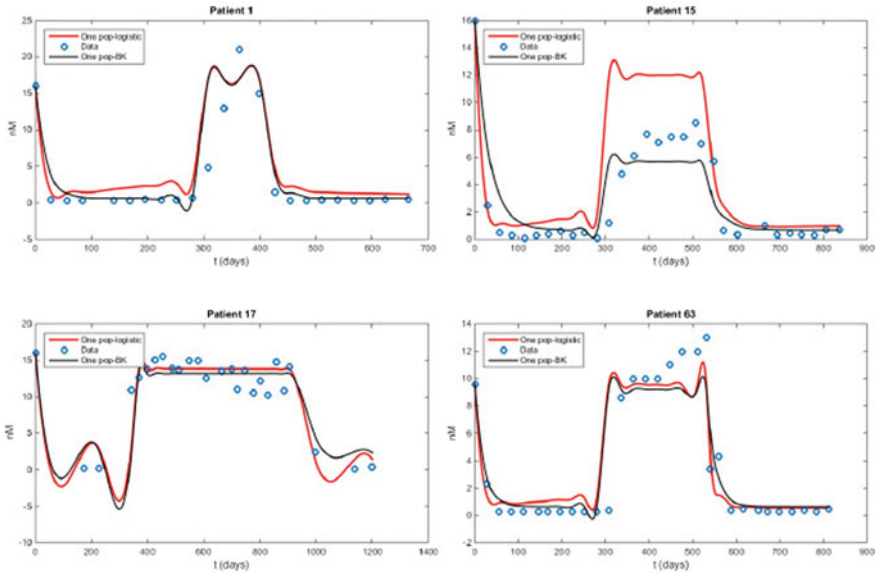 Patient 1
One pop-logistic
Data
One pop-BK
25
20
15
10
5
0
-5
nM
0 100 200 300 400 500 600 700
t (days)
Patient 15
One pop-logistic
Data
One pop-BK
16
14
12
10
8
6
4
2
0
nM
0 100 200 300 400 500 600 700 800 900
t (days)
Patient 17
One pop-logistic
Data
One pop-BK
20
15
10
5
0
-5
-10
nM
0 200 400 600 800 1000 1200 1400
t (days)
Patient 63
One pop-logistic
Data
One pop-BK
14
12
10
8
6
4
2
0
-2
nM
0 100 200 300 400 500 600 700 800 900
t (days)